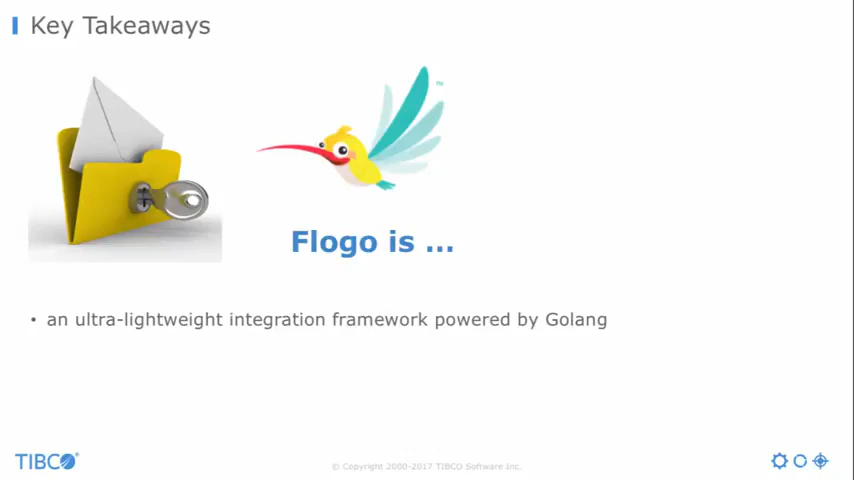 Key Takeaways
™
Flogo is ...
• an ultra-lightweight integration framework powered by Golang
TIBCO®
© Copyright 2000-2017 TIBCO Software Inc.